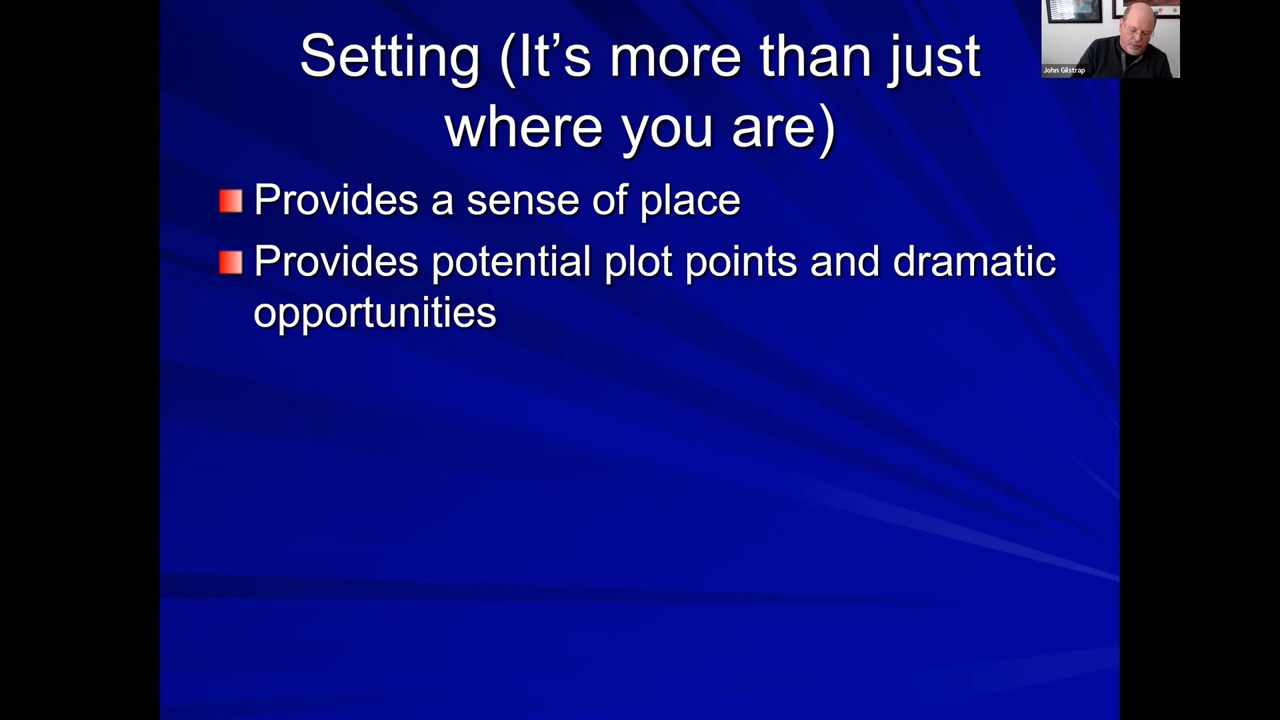 Setting (It’s more than just
where you are)
John Gilstrap
Provides a sense of place
Provides potential plot points and dramatic
opportunities